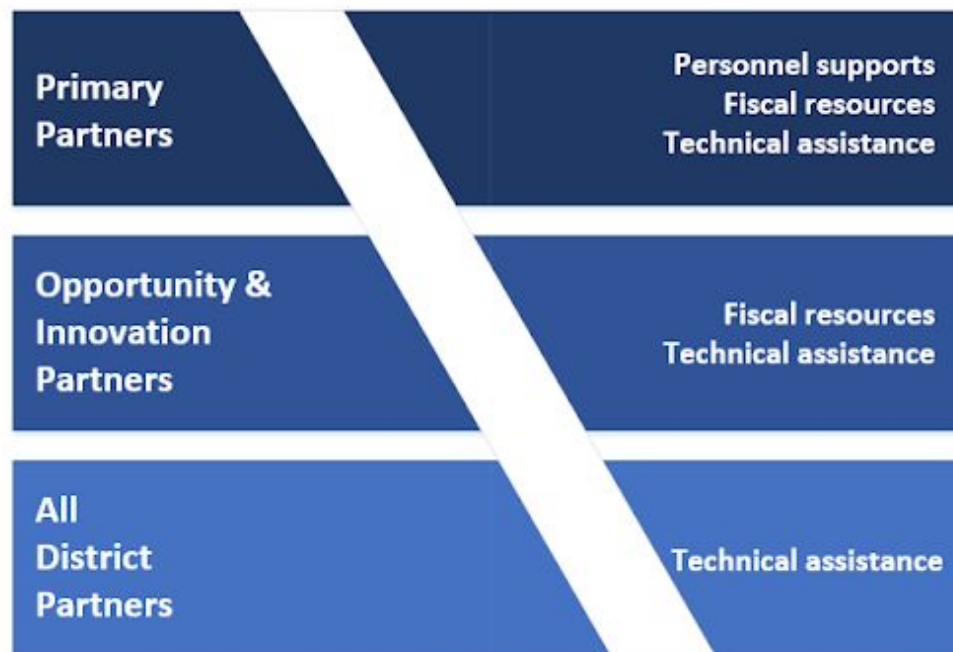 Primary
Partners
Personnel supports
Fiscal resources
Technical assistance
Opportunity &
Innovation
Partners
Fiscal resources
Technical assistance
All
District
Partners
Technical assistance